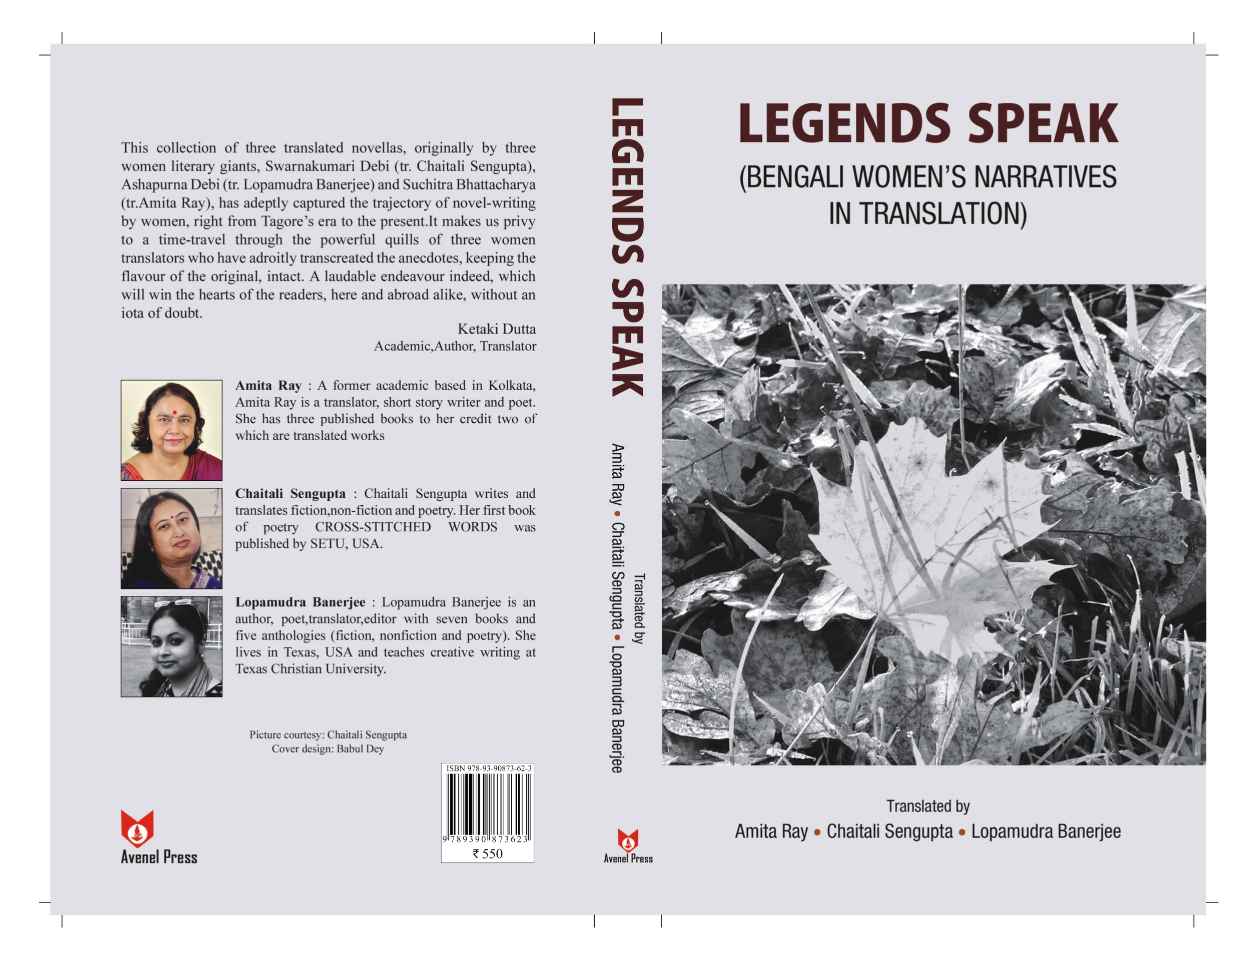 This collection of three translated novellas, originally by three
women literary giants, Swarnakumari Debi (tr. Chaitali Sengupta),
Ashapurna Debi (tr. Lopamudra Banerjee) and Suchitra Bhattacharya
(tr.Amita Ray), has adeptly captured the trajectory of novel-writing
by women, right from Tagore's era to the present.It makes us privy
to a time-travel through the powerful quills of three women
translators who have adroitly transcreated the anecdotes, keeping the
flavour of the original, intact. A laudable endeavour indeed, which
will win the hearts of the readers, here and abroad alike, without an
iota of doubt.
Ketaki Dutta
Academic,Author, Translator
Amita Ray : A former academic based in Kolkata,
Amita Ray is a translator, short story writer and poet.
She has three published books to her credit two of
which are translated works
Chaitali Sengupta : Chaitali Sengupta writes and
translates fiction,non-fiction and poetry. Her first book
of poetry CROSS-STITCHED WORDS was
published by SETU, USA.
Lopamudra Banerjee : Lopamudra Banerjee is an
author, poet,translator,editor with seven books and
five anthologies (fiction, nonfiction and poetry). She
lives in Texas, USA and teaches creative writing at
Texas Christian University.
Picture courtesy: Chaitali Sengupta
Cover design: Babul Dey
ISBN 978-93-90873-62-3
9 789390 873623
₹ 550
Avenel Press
LEGENDS SPEAK
Translated by
Amita Ray • Chaitali Sengupta • Lopamudra Banerjee
Avenel Press
LEGENDS SPEAK
(BENGALI WOMEN'S NARRATIVES
IN TRANSLATION)
Translated by
Amita Ray • Chaitali Sengupta • Lopamudra Banerjee